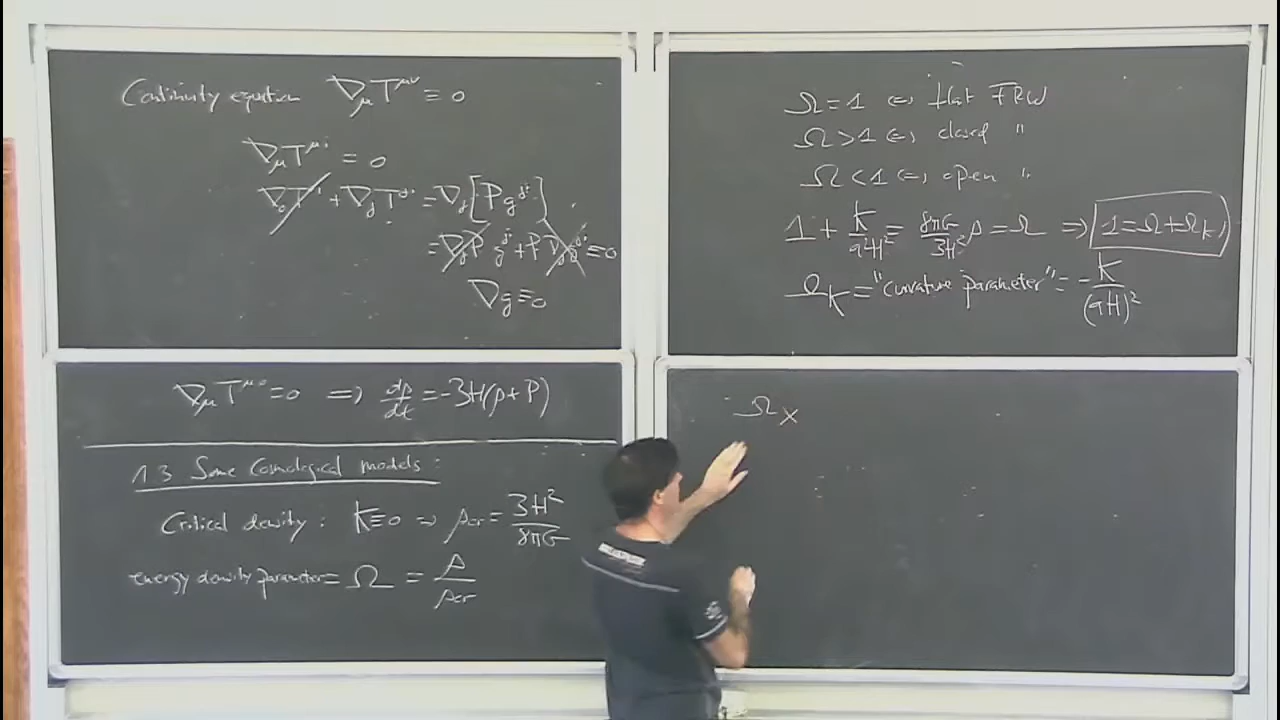 Continuity equation ∇_μ T^{μν} = 0
∇_μ T^{μi} = 0
∇_0 T^{0i} + ∇_j T^{ji} = ∇_j [P g^{ji}]
= ∇_j P g^{ji} + P ∇_j g^{ji} = 0
∇g ≡ 0
∇_μ T^{μ0} = 0 ⟹ dρ/dt = -3H(ρ+P)
1.3 Some Cosmological models:
Critical density: K≡0 ⇒ ρ_cr = 3H²/8πG
energy density parameter = Ω = ρ/ρ_cr
Ω = 1 ⇔ flat FRW
Ω > 1 ⇔ closed "
Ω < 1 ⇔ open "
1 + K/a²H² = 8πG/3H² ρ = Ω ⇒ 1 = Ω + Ω_K
Ω_K = "curvature parameter" = -K/(aH)²
Ω_X